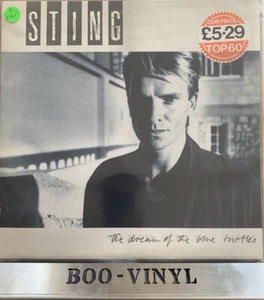 STING
OUR PRICE
£5·29
TOP 60
the dream of the blue turtles
BOO-VINYL